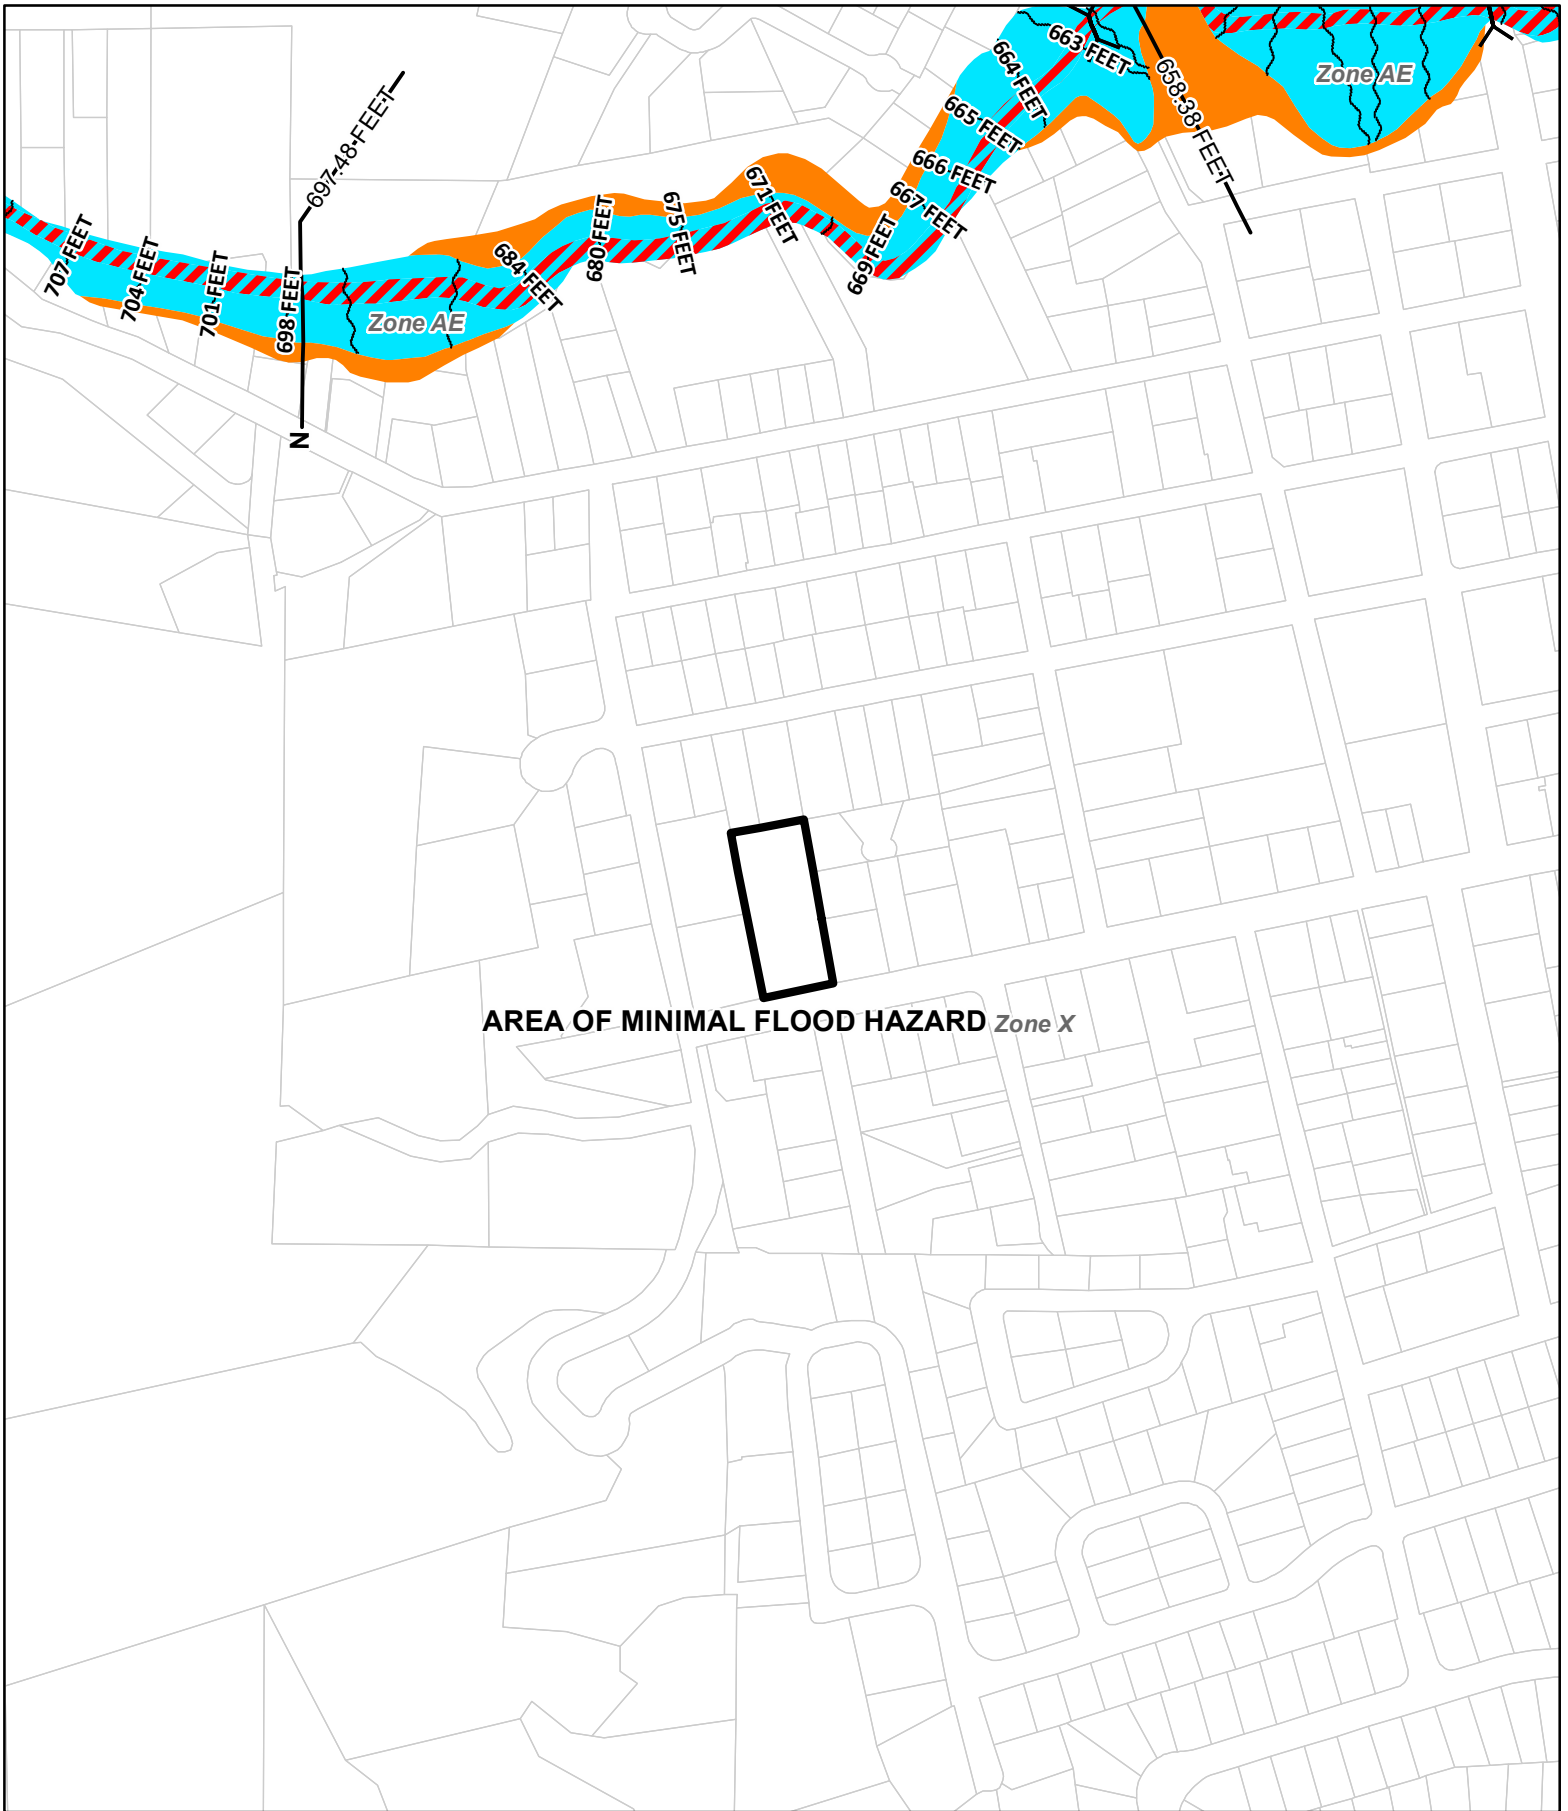 663 FEET
664 FEET
658.38 FEET
Zone AE
665 FEET
697.48 FEET
666 FEET
667 FEET
671 FEET
675 FEET
680 FEET
669 FEET
684 FEET
707 FEET
704 FEET
701 FEET
698 FEET
Zone AE
N
AREA OF MINIMAL FLOOD HAZARD Zone X